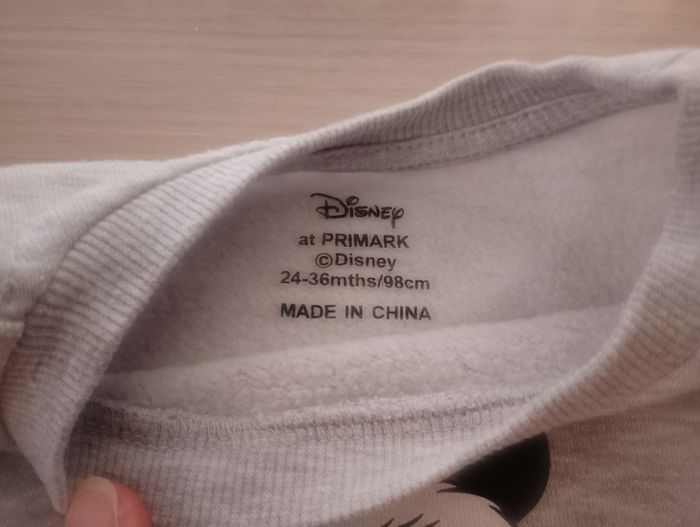 Disney
at PRIMARK
©Disney
24-36mths/98cm
MADE IN CHINA